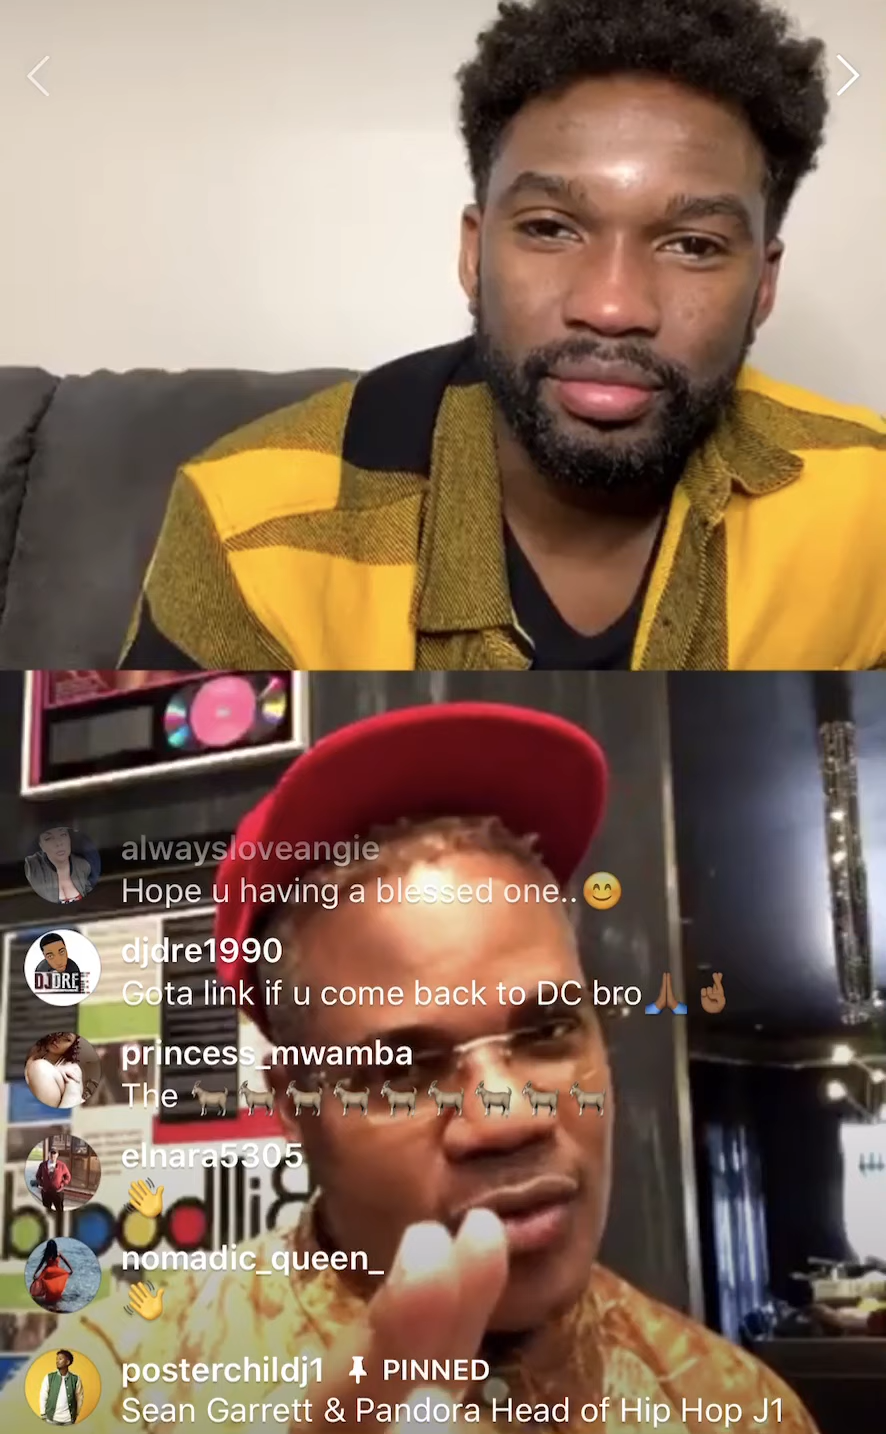 alwaysloveangie
Hope u having a blessed one..😊
djdre1990
DJDRE
Gota link if u come back to DC bro🙏🏾🤞🏾
princess_mwamba
The 🐐🐐🐐🐐🐐🐐🐐🐐🐐
elnara5305
👋
nomadic_queen_
👋
posterchildj1 📌 PINNED
Sean Garrett & Pandora Head of Hip Hop J1